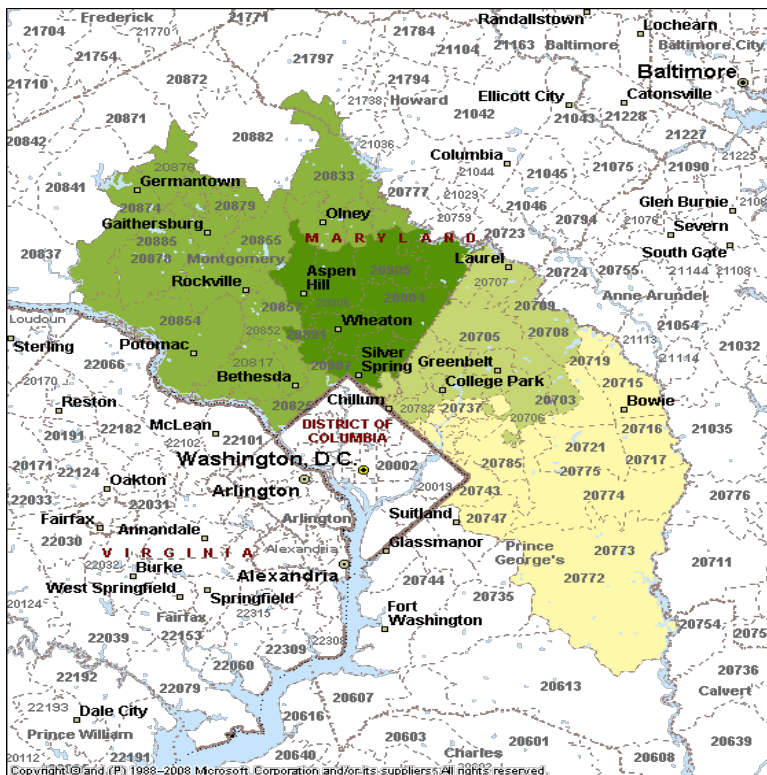 Frederick
21771
21784
Randallstown
Lochearn
21704
21770
21104
21163
Baltimore
Baltimore City
21754
21797
Baltimore
21710
20872
21794
21738
Howard
Ellicott City
Catonsville
20871
21042
21043
21228
20842
20882
21036
21227
20876
Columbia
21044
21045
21075
21090
21225
20841
Germantown
20833
20777
21029
20874
20879
Olney
20759
21046
20794
Glen Burnie
21076
Severn
Gaithersburg
20885
20855
MARYLAND
20723
South Gate
20837
20878
Montgomery
Aspen
Hill
20905
Laurel
20724
20755
21144
21108
Rockville
20904
20707
Anne Arundel
Loudoun
20857
20906
20709
20854
20852
Wheaton
20705
20708
21054
Sterling
20891
21113
Potomac
20817
Silver
Spring
Greenbelt
20719
21114
21032
22066
20907
20170
Bethesda
College Park
20715
Reston
Chillum
20782
20737
20703
Bowie
McLean
20706
20716
20191
22182
22102
22101
DISTRICT OF
COLUMBIA
20721
21035
20171
22124
Washington, D.C.
20002
20785
20717
20775
Oakton
20019
20743
20774
20776
22033
22031
Arlington
Fairfax
Arlington
Suitland
20747
22030
Annandale
Glassmanor
Prince
George's
20773
VIRGINIA
Alexandria
22032
Burke
Alexandria
20744
20772
20711
West Springfield
Springfield
20735
20124
Fairfax
22315
Fort
Washington
22039
22153
22308
20754
22309
22060
22192
20736
22193
22079
20607
20613
Calvert
Dale City
20616
Prince William
20603
20601
20112
22191
20640
Charles
20608
20639
Copyright © and (P) 1988–2008 Microsoft Corporation and/or its suppliers. All rights reserved.